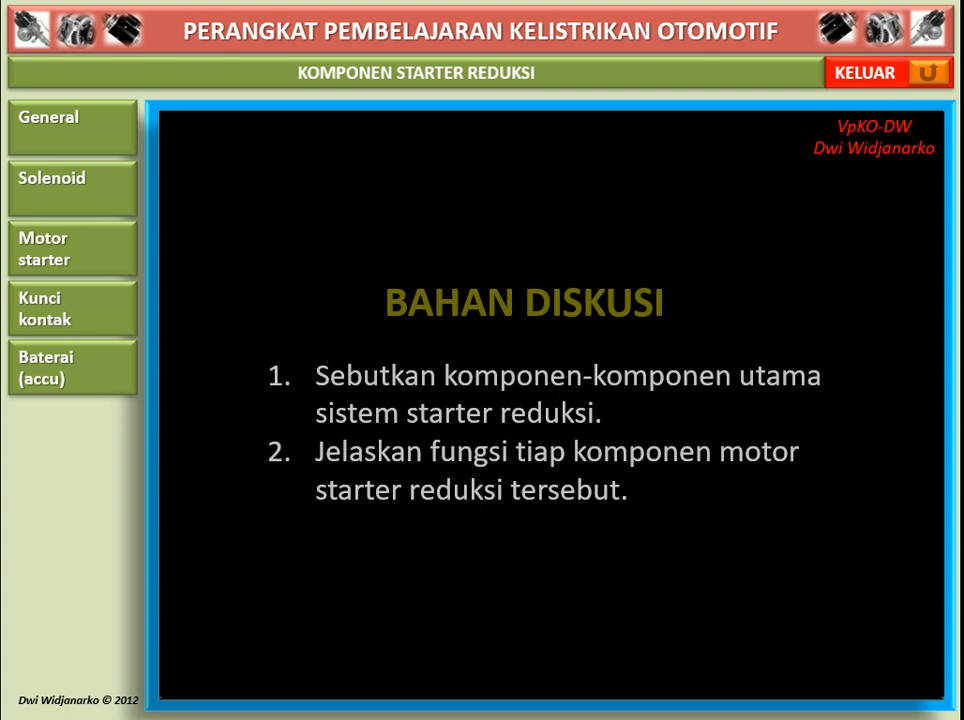 PERANGKAT PEMBELAJARAN KELISTRIKAN OTOMOTIF
KOMPONEN STARTER REDUKSI
KELUAR
General
Solenoid
Motor
starter
Kunci
kontak
Baterai
(accu)
VpKO-DW
Dwi Widjanarko
BAHAN DISKUSI
1. Sebutkan komponen-komponen utama
sistem starter reduksi.
2. Jelaskan fungsi tiap komponen motor
starter reduksi tersebut.
Dwi Widjanarko © 2012